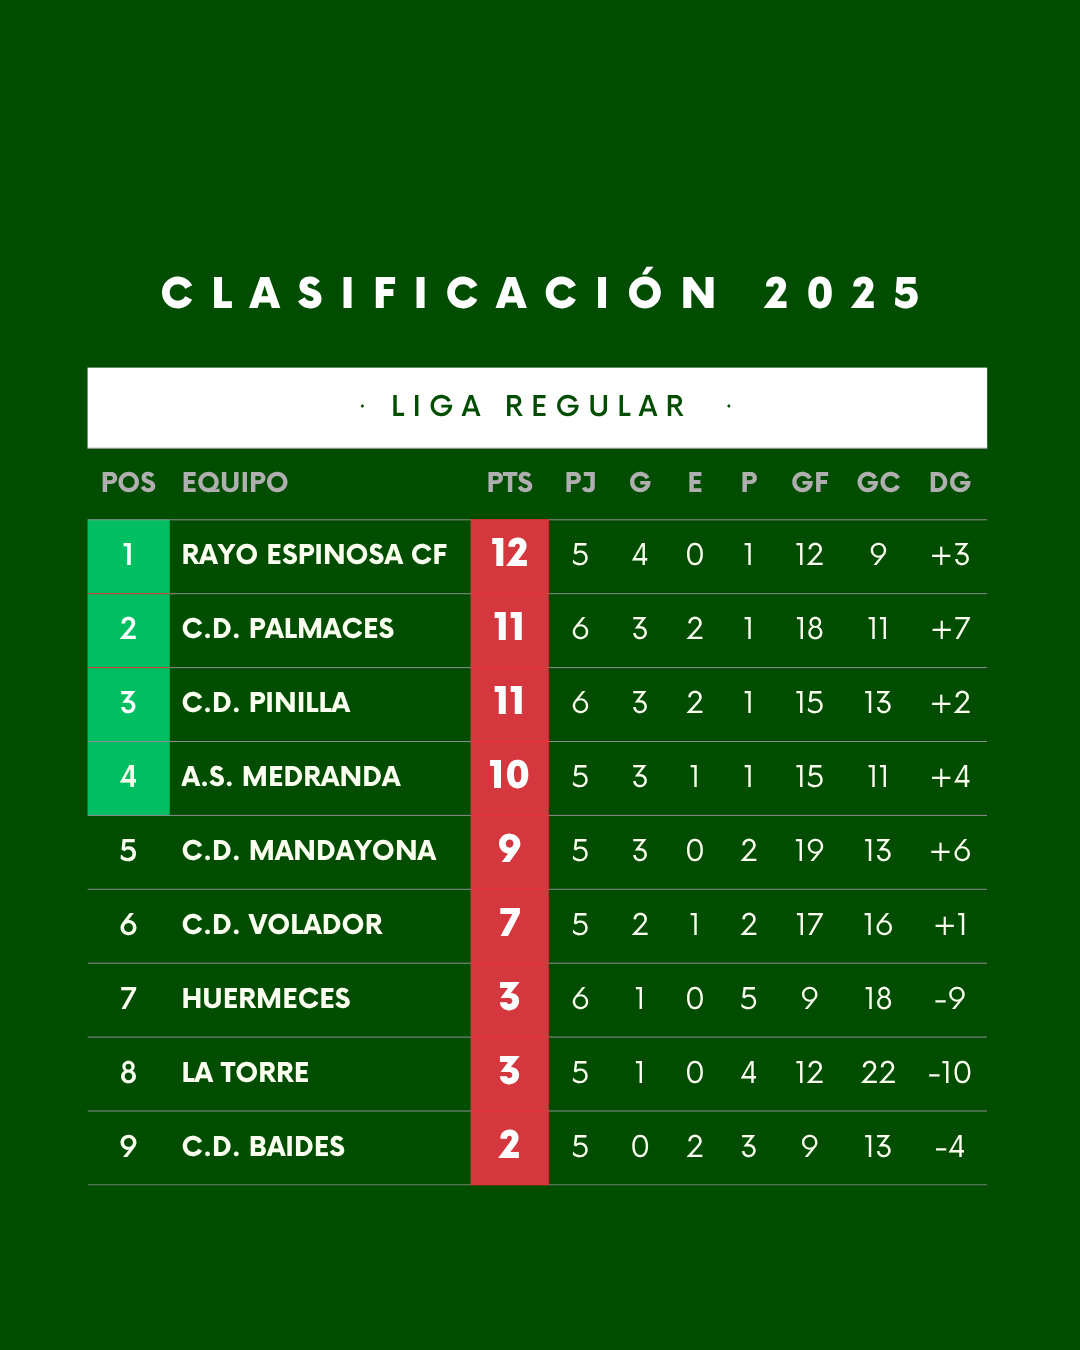 CLASIFICACIÓN 2025
· LIGA REGULAR ·
POS EQUIPO PTS PJ G E P GF GC DG
1 RAYO ESPINOSA CF 12 5 4 0 1 12 9 +3
2 C.D. PALMACES 11 6 3 2 1 18 11 +7
3 C.D. PINILLA 11 6 3 2 1 15 13 +2
4 A.S. MEDRANDA 10 5 3 1 1 15 11 +4
5 C.D. MANDAYONA 9 5 3 0 2 19 13 +6
6 C.D. VOLADOR 7 5 2 1 2 17 16 +1
7 HUERMECES 3 6 1 0 5 9 18 -9
8 LA TORRE 3 5 1 0 4 12 22 -10
9 C.D. BAIDES 2 5 0 2 3 9 13 -4